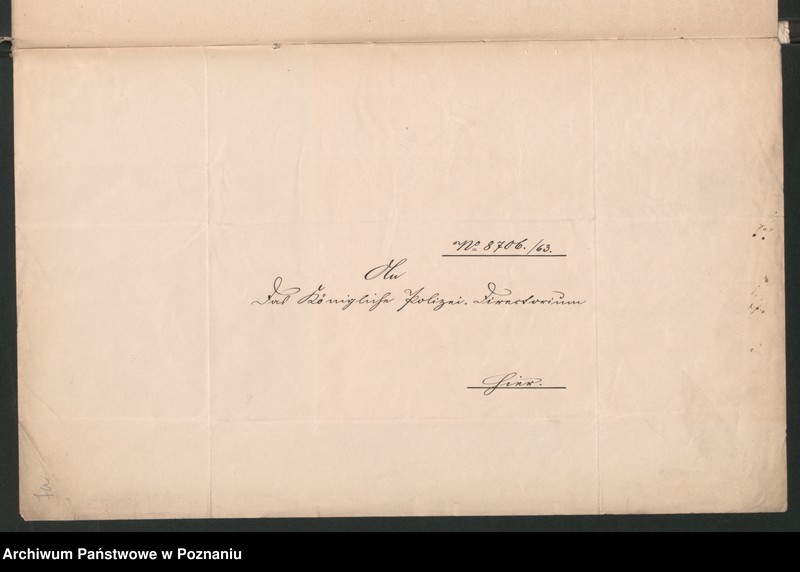 No 8706./63.
An
Das Königliche Polizei-Directorium
hier.
Archiwum Państwowe w Poznaniu